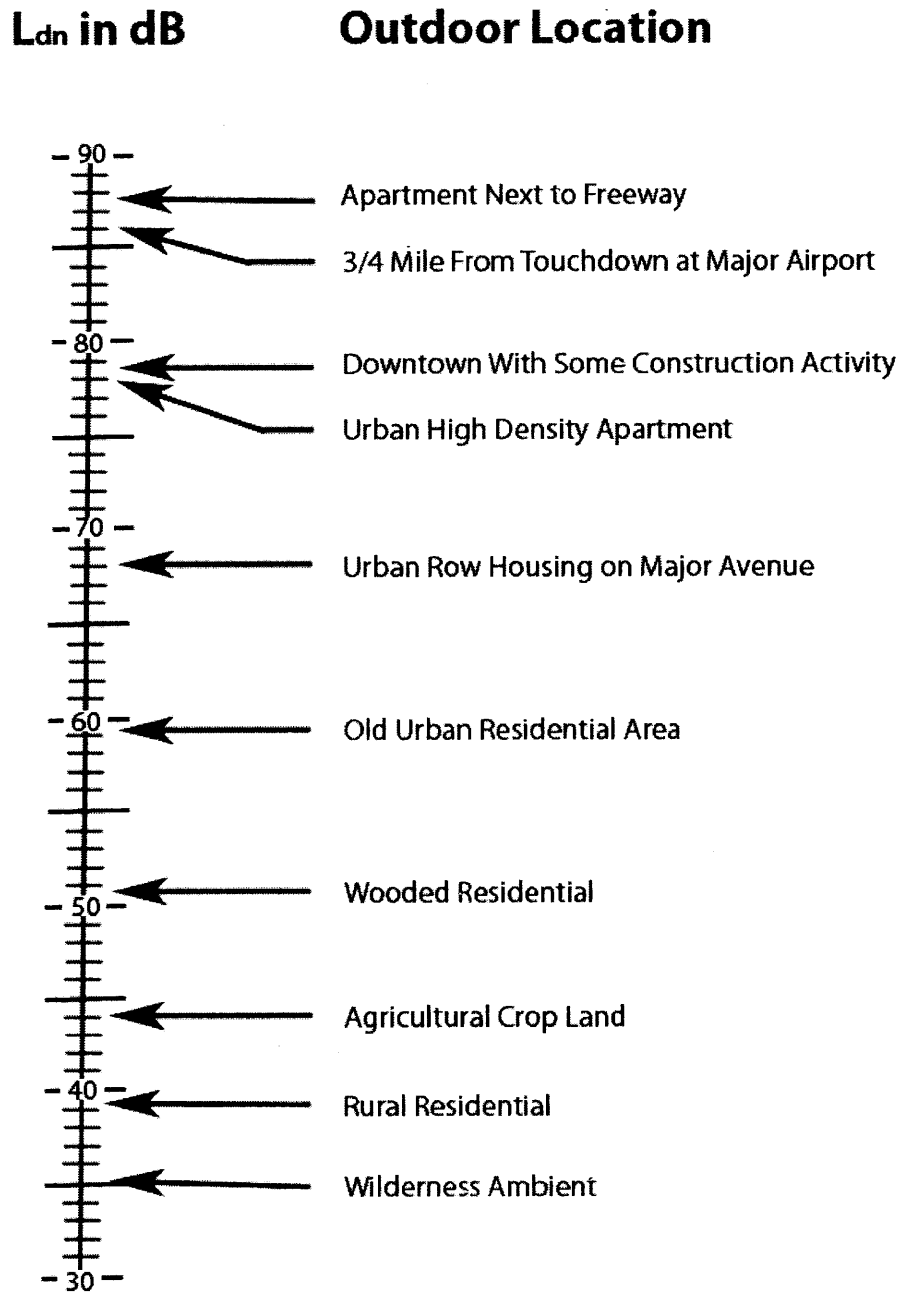 Ldn in dB Outdoor Location
90
Apartment Next to Freeway
3/4 Mile From Touchdown at Major Airport
80
Downtown With Some Construction Activity
Urban High Density Apartment
70
Urban Row Housing on Major Avenue
60
Old Urban Residential Area
Wooded Residential
50
Agricultural Crop Land
40
Rural Residential
Wilderness Ambient
30